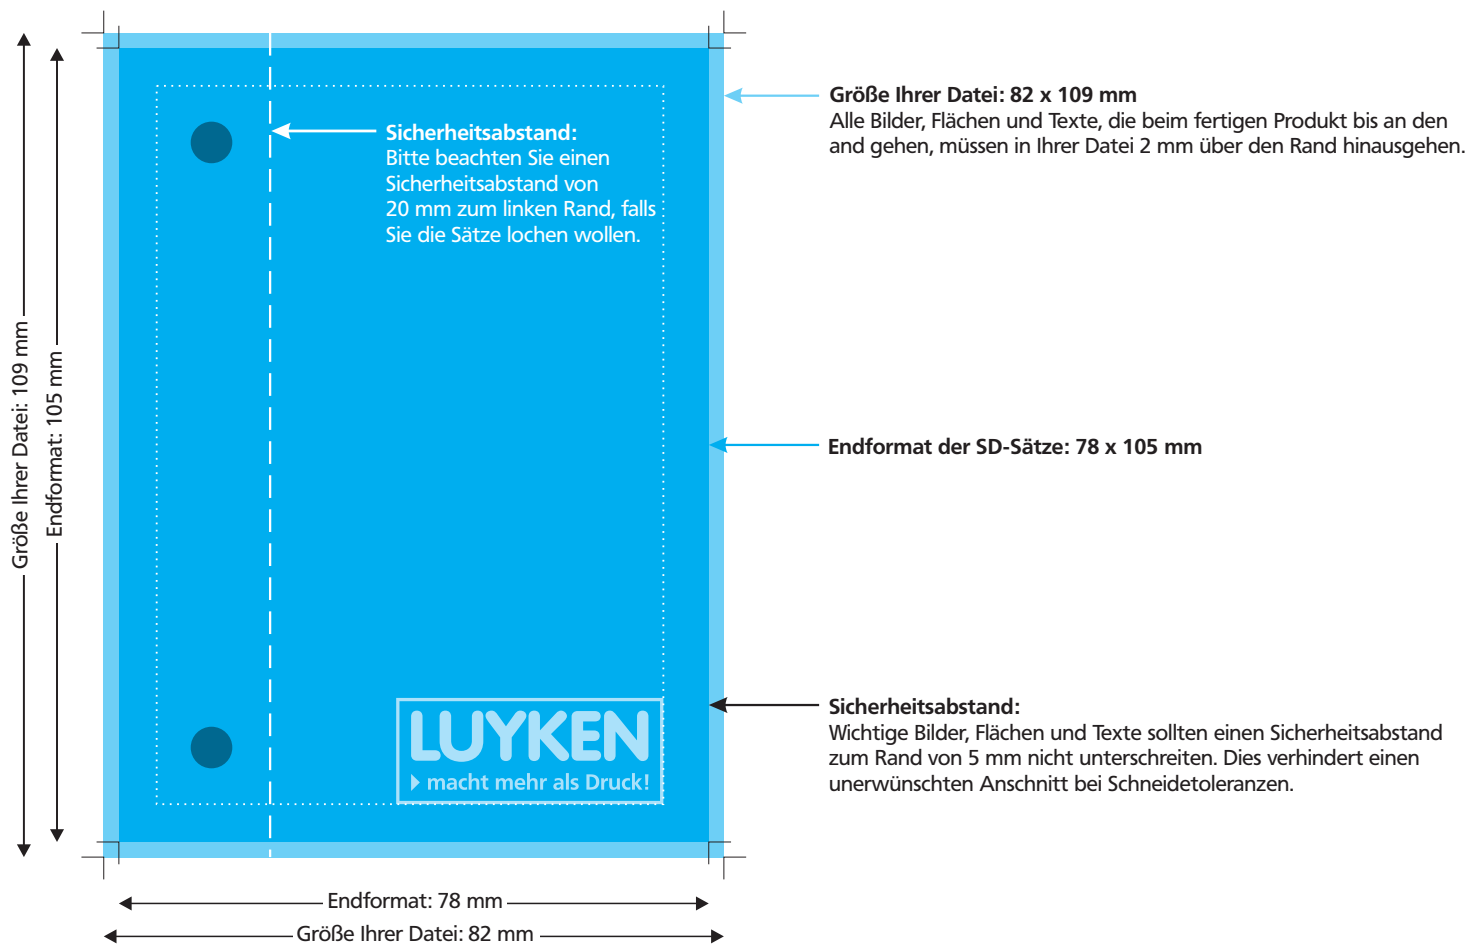 Größe Ihrer Datei: 109 mm
Endformat: 105 mm
Sicherheitsabstand:
Bitte beachten Sie einen
Sicherheitsabstand von
20 mm zum linken Rand, falls
Sie die Sätze lochen wollen.
Größe Ihrer Datei: 82 x 109 mm
Alle Bilder, Flächen und Texte, die beim fertigen Produkt bis an den
and gehen, müssen in Ihrer Datei 2 mm über den Rand hinausgehen.
Endformat der SD-Sätze: 78 x 105 mm
Sicherheitsabstand:
Wichtige Bilder, Flächen und Texte sollten einen Sicherheitsabstand
zum Rand von 5 mm nicht unterschreiten. Dies verhindert einen
unerwünschten Anschnitt bei Schneidetoleranzen.
LUYKEN
macht mehr als Druck!
Endformat: 78 mm
Größe Ihrer Datei: 82 mm